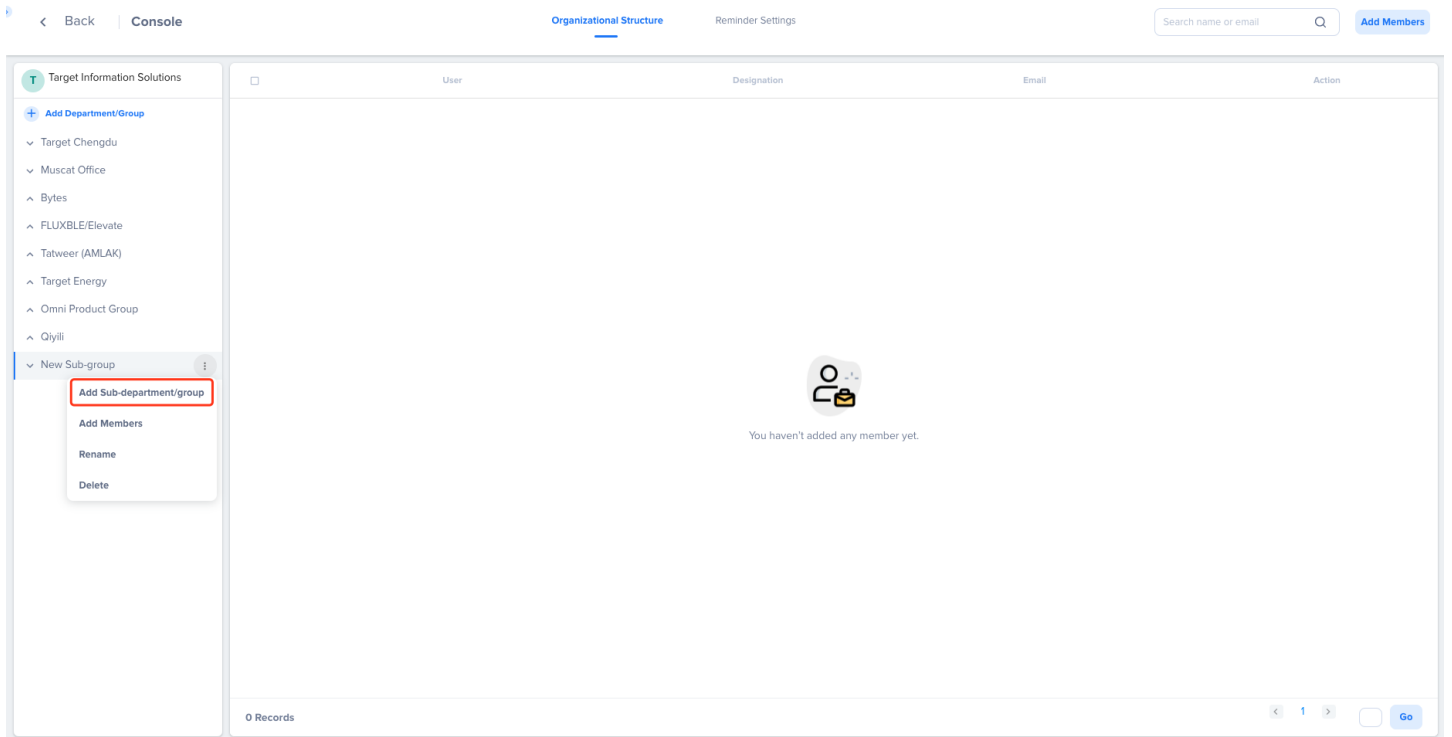 Back
Console
Organizational Structure
Reminder Settings
Search name or email
Add Members
T
Target Information Solutions
Add Department/Group
Target Chengdu
Muscat Office
Bytes
FLUXBLE/Elevate
Tatweer (AMLAK)
Target Energy
Omni Product Group
Qiyili
New Sub-group
Add Sub-department/group
Add Members
Rename
Delete
User
Designation
Email
Action
You haven't added any member yet.
0 Records
1
Go